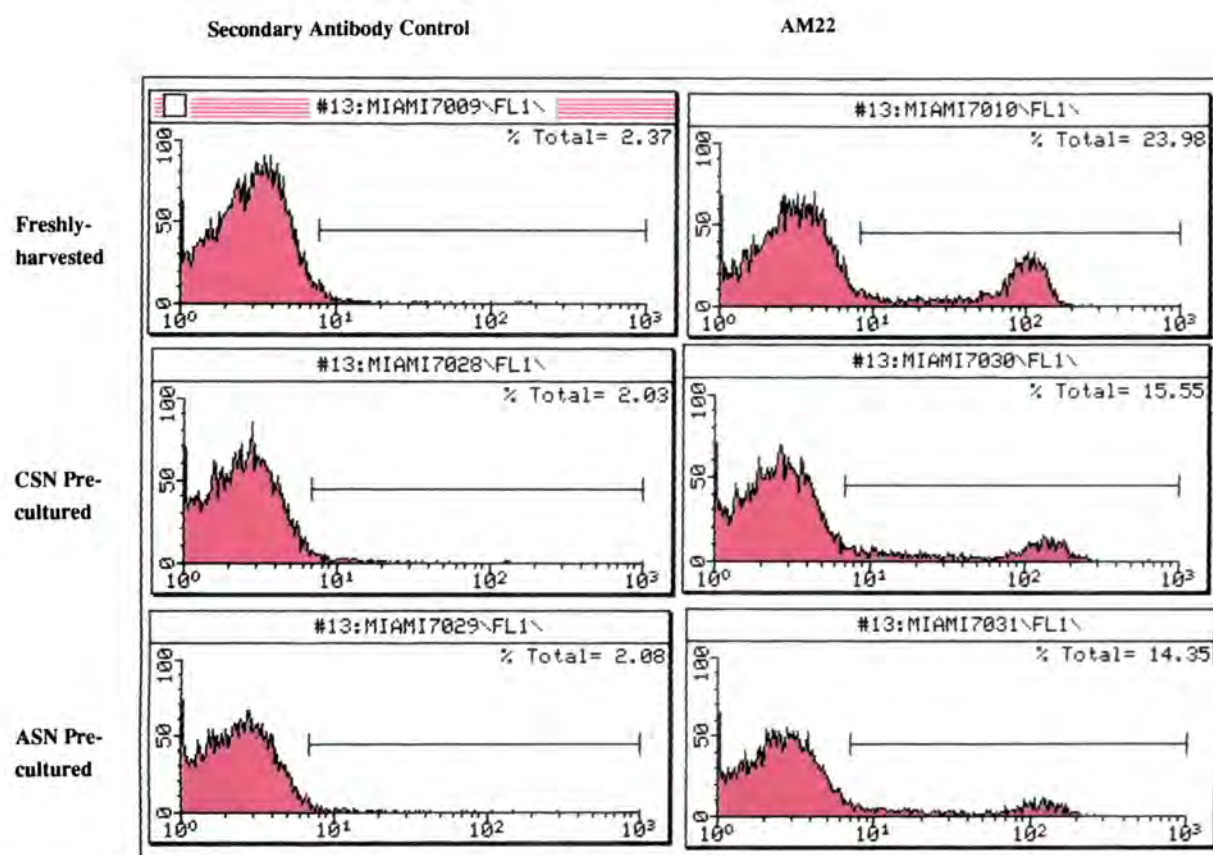 Secondary Antibody Control
AM22
Freshly-
harvested
#13:MIAMI7009\FL1\
% Total= 2.37
100
50
0
10⁰
10¹
10²
10³
#13:MIAMI7010\FL1\
% Total= 23.98
100
50
0
10⁰
10¹
10²
10³
CSN Pre-
cultured
#13:MIAMI7028\FL1\
% Total= 2.03
100
50
0
10⁰
10¹
10²
10³
#13:MIAMI7030\FL1\
% Total= 15.55
100
50
0
10⁰
10¹
10²
10³
ASN Pre-
cultured
#13:MIAMI7029\FL1\
% Total= 2.08
100
50
0
10⁰
10¹
10²
10³
#13:MIAMI7031\FL1\
% Total= 14.35
100
50
0
10⁰
10¹
10²
10³